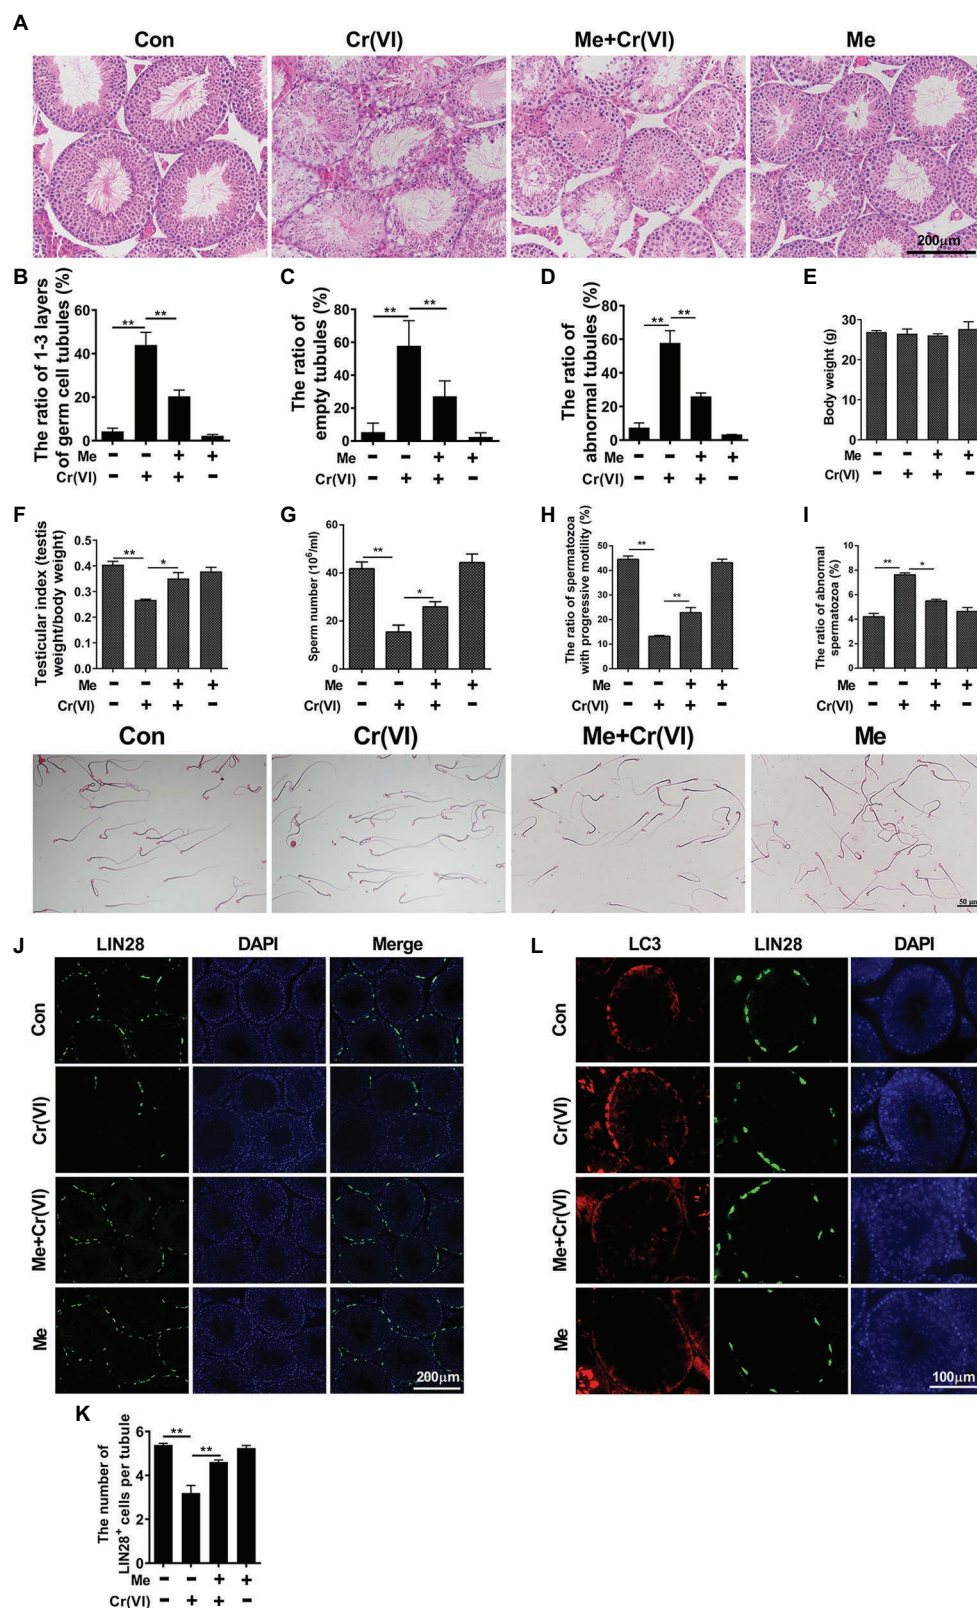 A
Con Cr(VI) Me+Cr(VI) Me
200μm
B
The ratio of 1-3 layers
of germ cell tubules (%)
80
60
40
20
0
** **
Me - - + +
Cr(VI) - + + -
C
The ratio of
empty tubules (%)
80
60
40
20
0
** **
- - + +
- + + -
D
The ratio of
abnormal tubules (%)
80
60
40
20
0
** **
Me - - + +
Cr(VI) - + + -
E
Body weight (g)
30
20
10
0
Me - - + +
Cr(VI) - + + -
F
Testicular index (testis
weight/body weight)
0.5
0.4
0.3
0.2
0.1
0.0
** *
Me - - + +
Cr(VI) - + + -
G
Sperm number (10⁶/ml)
60
40
20
0
** *
- - + +
- + + -
H
The ratio of spermatozoa
with progressive motility (%)
50
40
30
20
10
0
** **
Me - - + +
Cr(VI) - + + -
I
The ratio of abnormal
spermatozoa (%)
10
8
6
4
2
0
** *
Me - - + +
Cr(VI) - + + -
Con Cr(VI) Me+Cr(VI) Me
50 μm
J
LIN28 DAPI Merge
Con
Cr(VI)
Me+Cr(VI)
Me
200μm
L
LC3 LIN28 DAPI
Con
Cr(VI)
Me+Cr(VI)
Me
100μm
K
The number of
LIN28⁺ cells per tubule
6
4
2
0
** **
Me - - + +
Cr(VI) - + + -